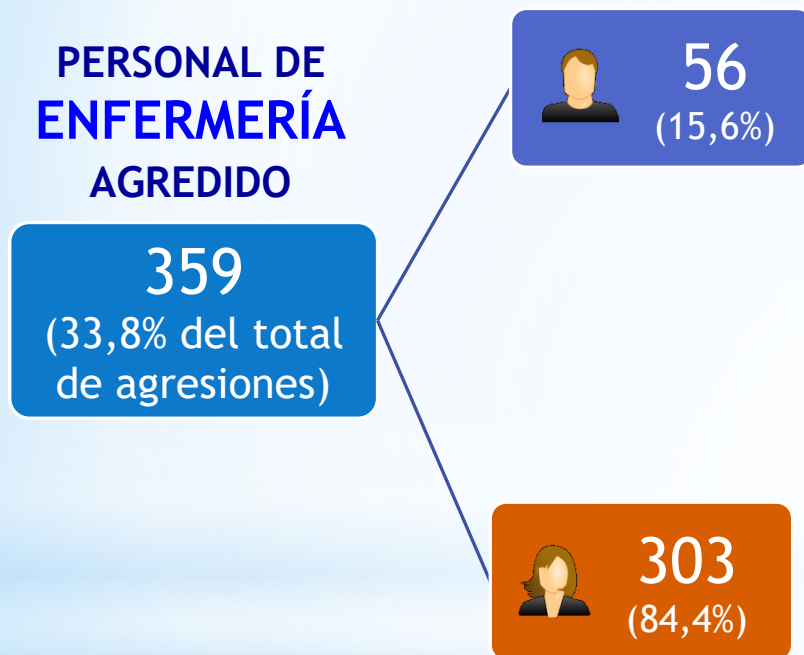 PERSONAL DE
ENFERMERÍA
AGREDIDO
359
(33,8% del total
de agresiones)
56
(15,6%)
303
(84,4%)